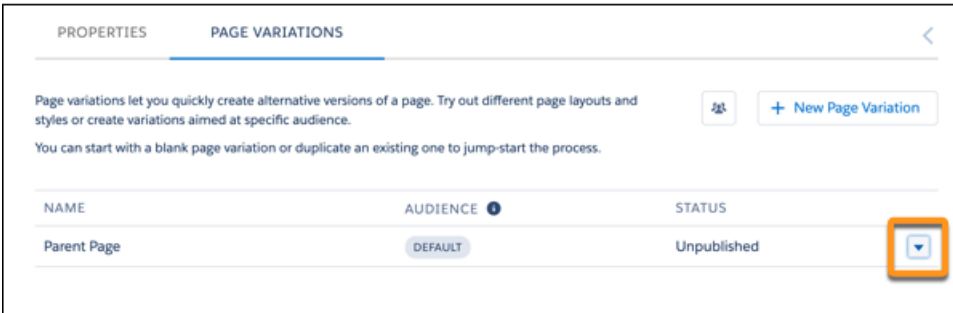 PROPERTIES PAGE VARIATIONS
Page variations let you quickly create alternative versions of a page. Try out different page layouts and
styles or create variations aimed at specific audience.
+ New Page Variation
You can start with a blank page variation or duplicate an existing one to jump-start the process.
NAME AUDIENCE STATUS
Parent Page DEFAULT Unpublished